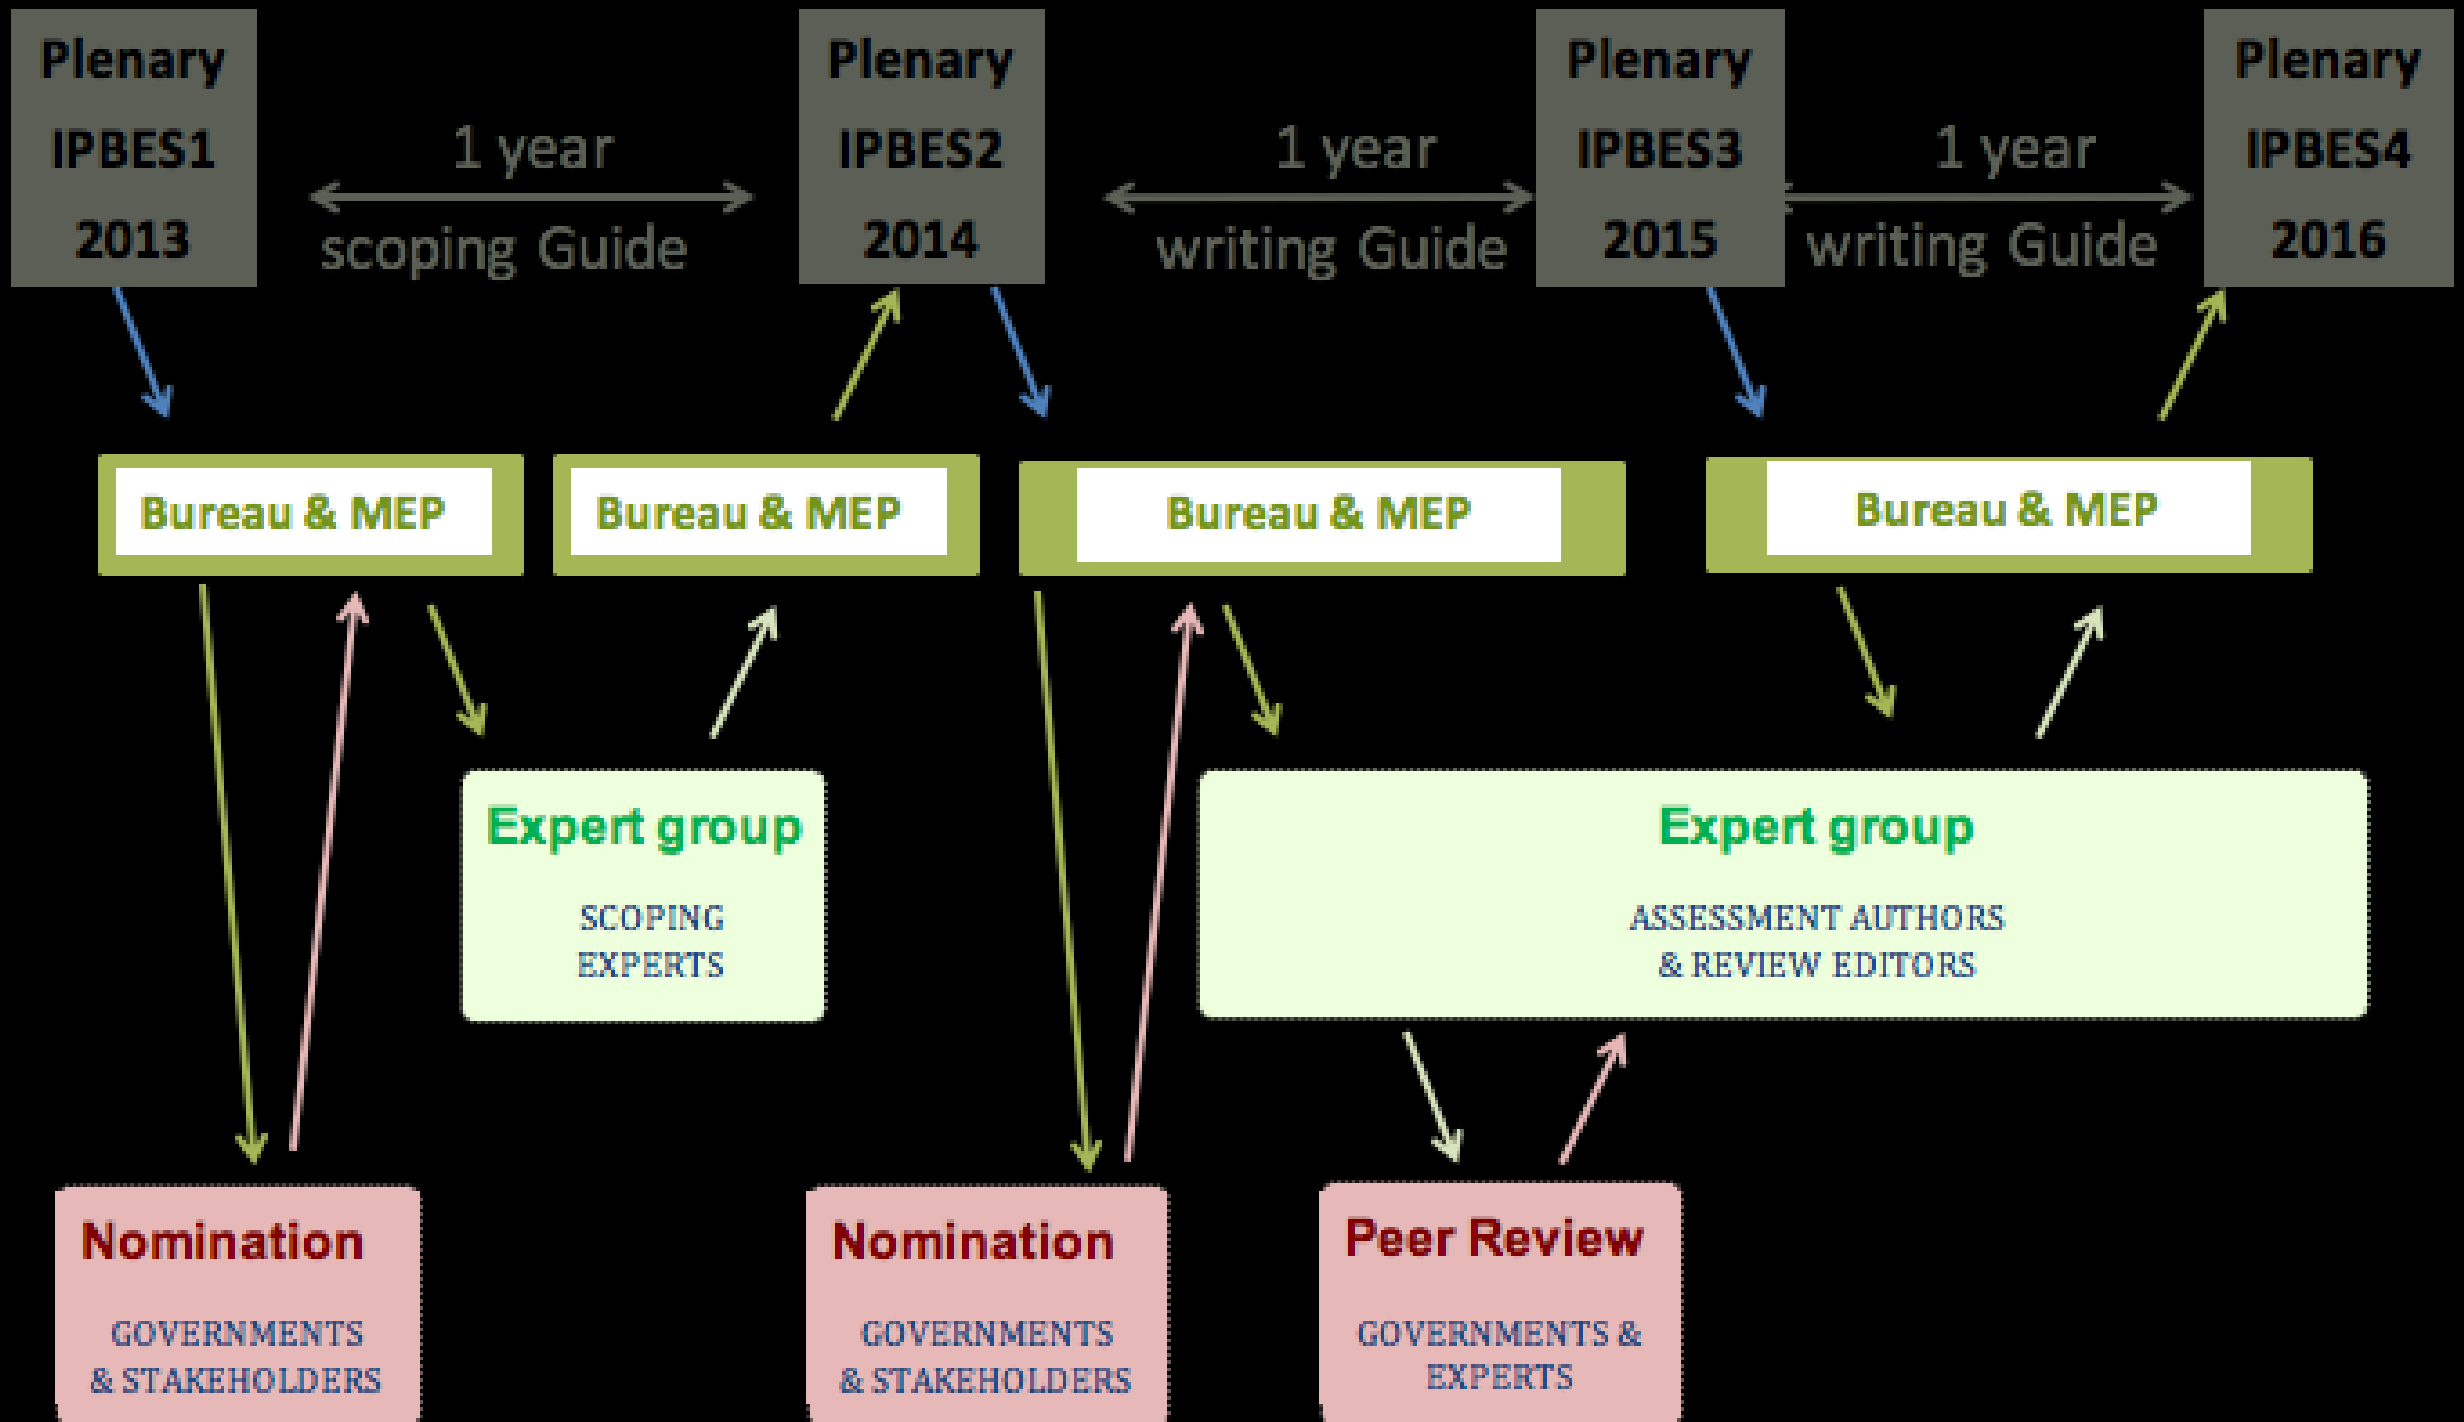 Plenary
IPBES1
2013
1 year
scoping Guide
Plenary
IPBES2
2014
1 year
writing Guide
Plenary
IPBES3
2015
1 year
writing Guide
Plenary
IPBES4
2016
Bureau & MEP
Bureau & MEP
Bureau & MEP
Bureau & MEP
Expert group
SCOPING
EXPERTS
Expert group
ASSESSMENT AUTHORS
& REVIEW EDITORS
Nomination
GOVERNMENTS
& STAKEHOLDERS
Nomination
GOVERNMENTS
& STAKEHOLDERS
Peer Review
GOVERNMENTS &
EXPERTS